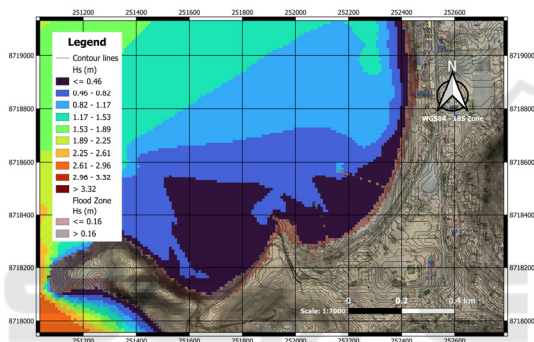 251200 251400 251600 251800 252000 252200 252400 252600
8719000 8719000
8718800 8718800
8718600 8718600
8718400 8718400
8718200 8718200
8718000 8718000
Legend
Contour lines
Hs (m)
<= 0.46
0.46 - 0.82
0.82 - 1.17
1.17 - 1.53
1.53 - 1.89
1.89 - 2.25
2.25 - 2.61
2.61 - 2.96
2.96 - 3.32
> 3.32
Flood Zone
Hs (m)
<= 0.16
> 0.16
N
WGS84 - 18S Zone
0 0.2 0.4 km
Scale: 1:7000
251200 251400 251600 251800 252000 252200 252400 252600